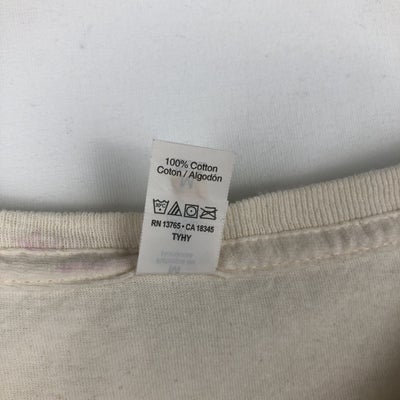 100% Cotton
Coton / Algodón
RN 13765 • CA 18345
TYHY